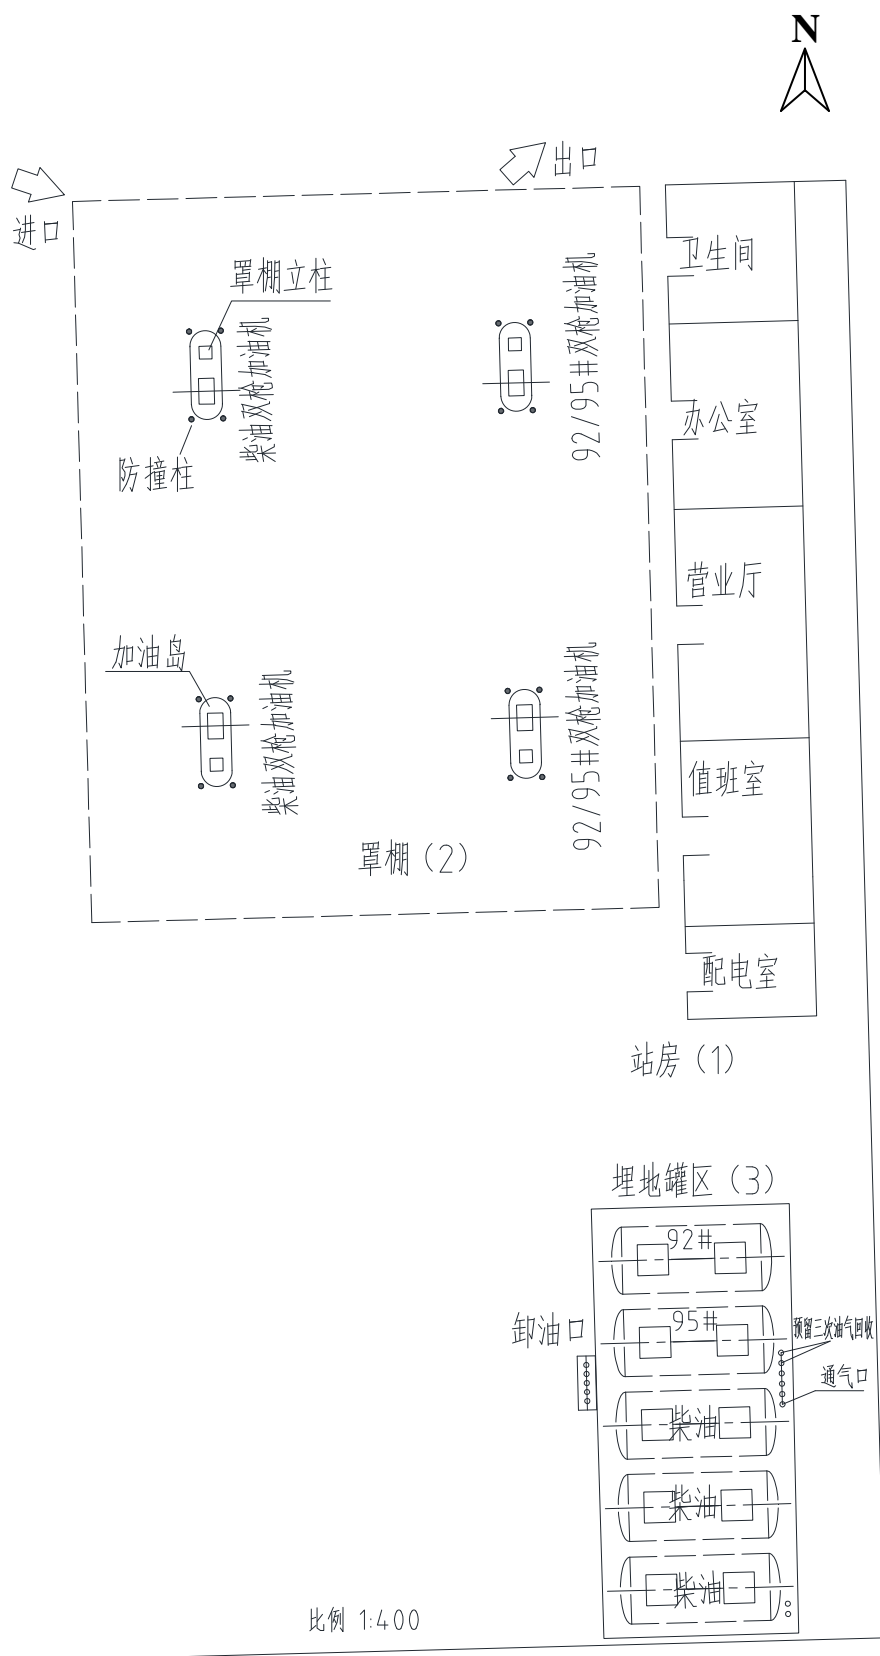 N
出口
进口
卫生间
罩棚立柱
柴油双枪加油机
92/95#双枪加油机
办公室
防撞柱
营业厅
加油岛
柴油双枪加油机
92/95#双枪加油机
值班室
罩棚（2）
配电室
站房（1）
埋地罐区（3）
92#
95#
卸油口
预留三次油气回收
通气口
柴油
柴油
柴油
比例 1:400